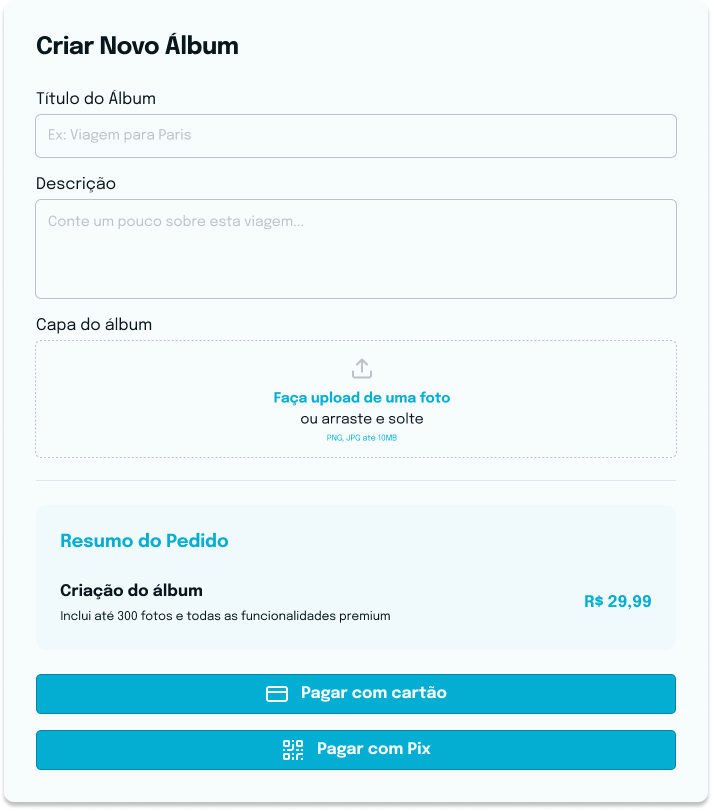 Criar Novo Álbum
Título do Álbum
Ex: Viagem para Paris
Descrição
Conte um pouco sobre esta viagem...
Capa do álbum
Faça upload de uma foto
ou arraste e solte
PNG, JPG até 10MB
Resumo do Pedido
Criação do álbum
Inclui até 300 fotos e todas as funcionalidades premium
R$ 29,99
Pagar com cartão
Pagar com Pix